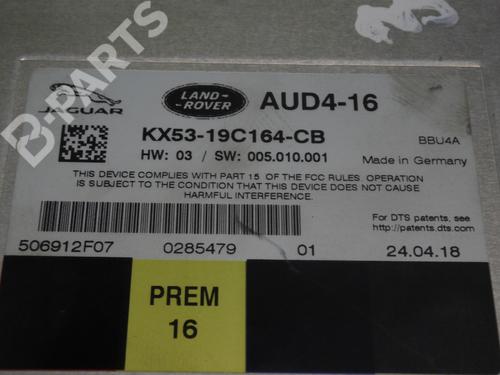 B-PARTS
JAGUAR
LAND-
ROVER
AUD4-16
KX53-19C164-CB
BBU4A
HW: 03 / SW: 005.010.001
Made in Germany
THIS DEVICE COMPLIES WITH PART 15 OF THE FCC RULES. OPERATION
IS SUBJECT TO THE CONDITION THAT THIS DEVICE DOES NOT CAUSE
HARMFUL INTERFERENCE
For DTS patents, see
http://patents.dts.com
506912F07 0285479 01 24.04.18
PREM
16